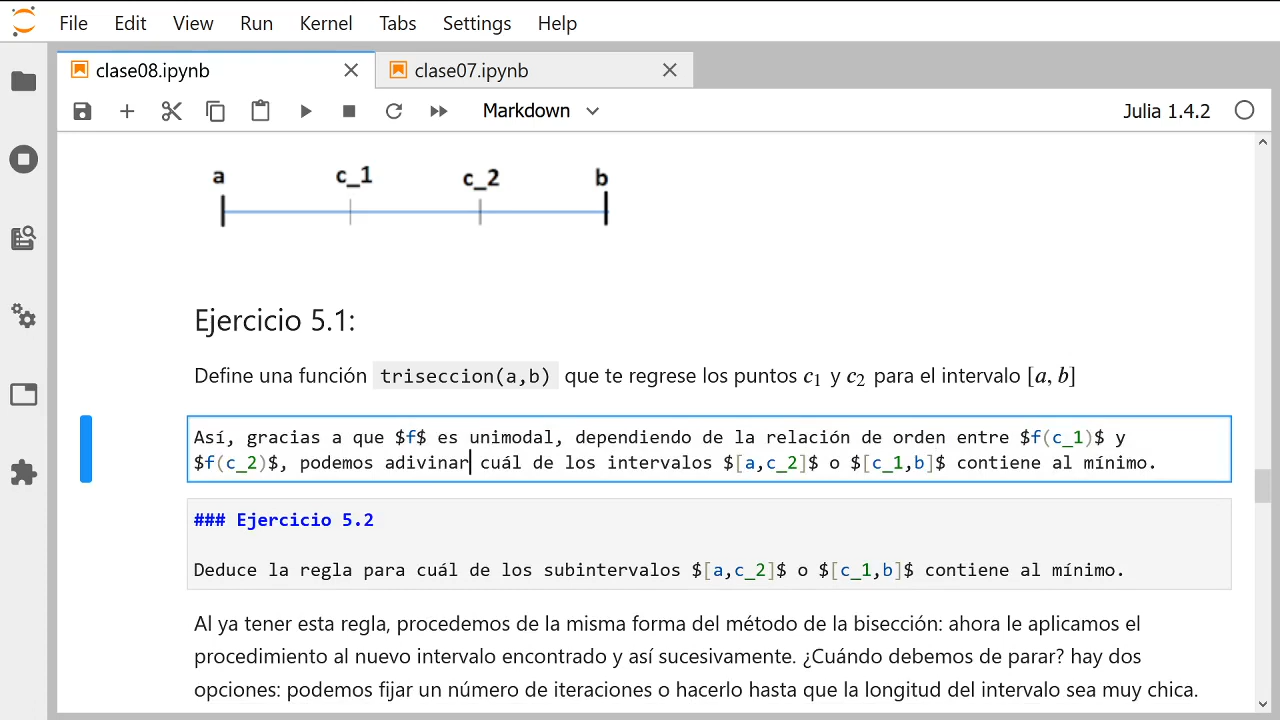 File Edit View Run Kernel Tabs Settings Help
clase08.ipynb clase07.ipynb
Markdown Julia 1.4.2
a c_1 c_2 b
Ejercicio 5.1:
Define una función triseccion(a,b) que te regrese los puntos c₁ y c₂ para el intervalo [a, b]
Así, gracias a que $f$ es unimodal, dependiendo de la relación de orden entre $f(c_1)$ y
$f(c_2)$, podemos adivinar cuál de los intervalos $[a,c_2]$ o $[c_1,b]$ contiene al mínimo.
### Ejercicio 5.2
Deduce la regla para cuál de los subintervalos $[a,c_2]$ o $[c_1,b]$ contiene al mínimo.
Al ya tener esta regla, procedemos de la misma forma del método de la bisección: ahora le aplicamos el
procedimiento al nuevo intervalo encontrado y así sucesivamente. ¿Cuándo debemos de parar? hay dos
opciones: podemos fijar un número de iteraciones o hacerlo hasta que la longitud del intervalo sea muy chica.